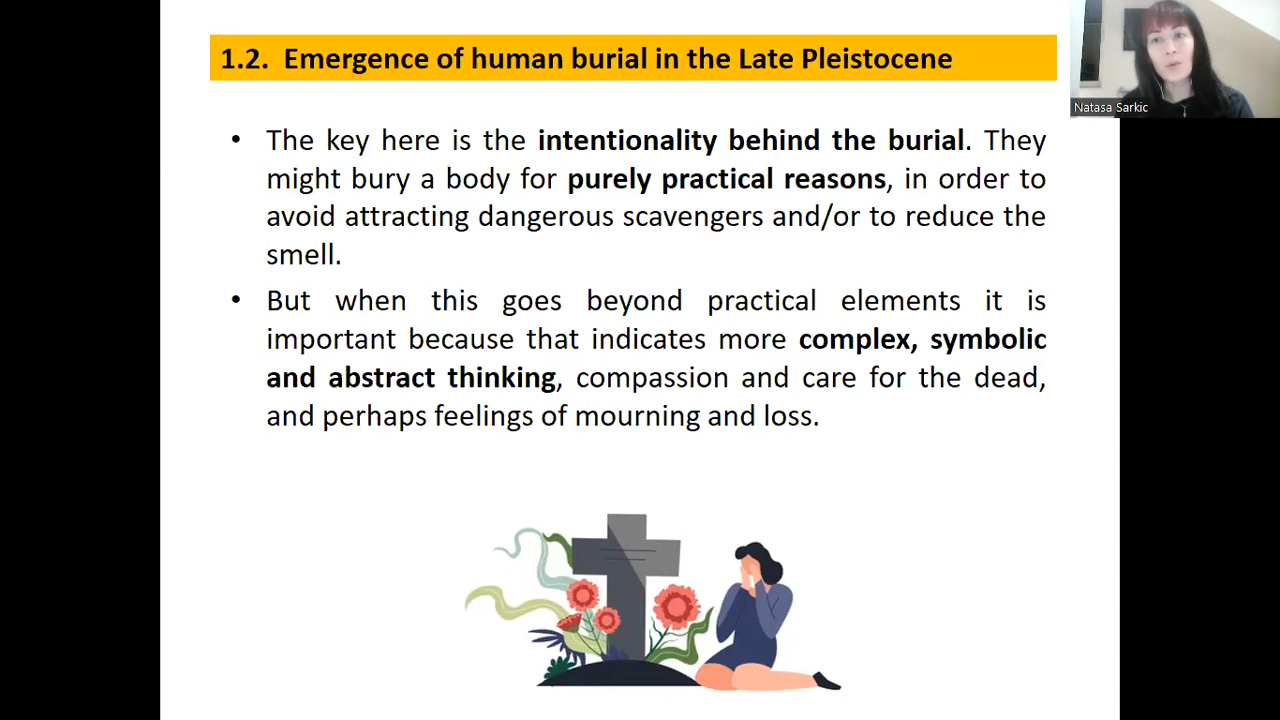 1.2. Emergence of human burial in the Late Pleistocene
Natasa Sarkic
• The key here is the intentionality behind the burial. They
might bury a body for purely practical reasons, in order to
avoid attracting dangerous scavengers and/or to reduce the
smell.
• But when this goes beyond practical elements it is
important because that indicates more complex, symbolic
and abstract thinking, compassion and care for the dead,
and perhaps feelings of mourning and loss.